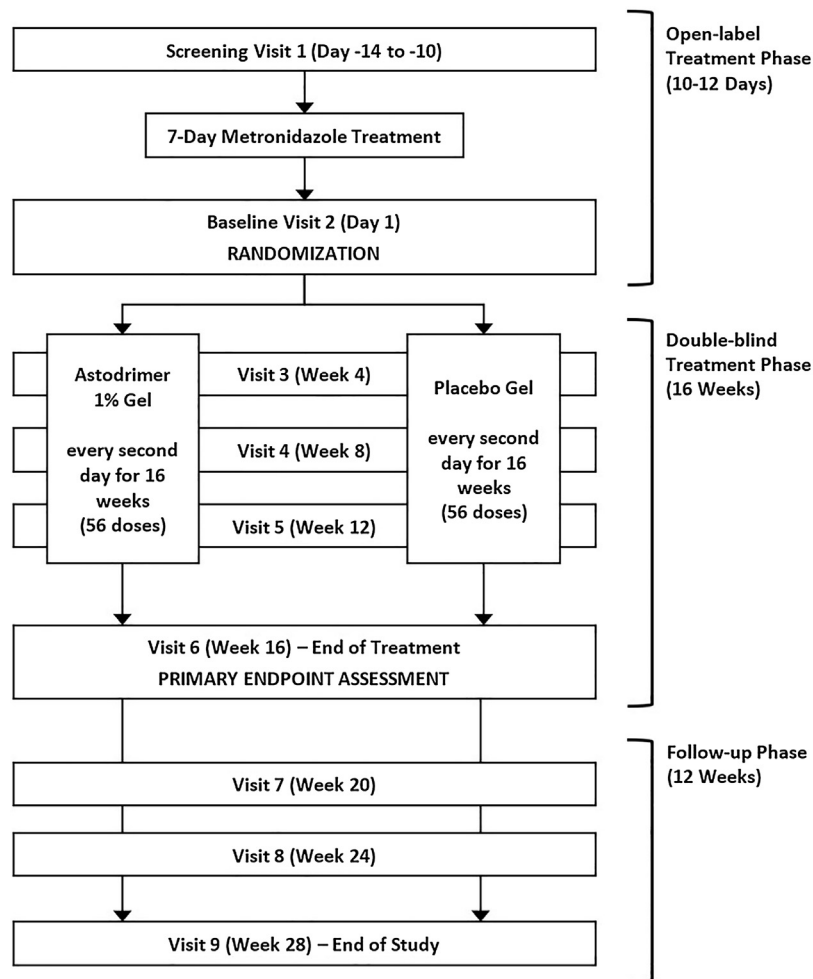 Screening Visit 1 (Day -14 to -10)
Open-label
Treatment Phase
(10-12 Days)
7-Day Metronidazole Treatment
Baseline Visit 2 (Day 1)
RANDOMIZATION
Double-blind
Treatment Phase
(16 Weeks)
Astodrimer
1% Gel
every second
day for 16
weeks
(56 doses)
Visit 3 (Week 4)
Visit 4 (Week 8)
Visit 5 (Week 12)
Placebo Gel
every second
day for 16
weeks
(56 doses)
Visit 6 (Week 16) – End of Treatment
PRIMARY ENDPOINT ASSESSMENT
Follow-up Phase
(12 Weeks)
Visit 7 (Week 20)
Visit 8 (Week 24)
Visit 9 (Week 28) – End of Study